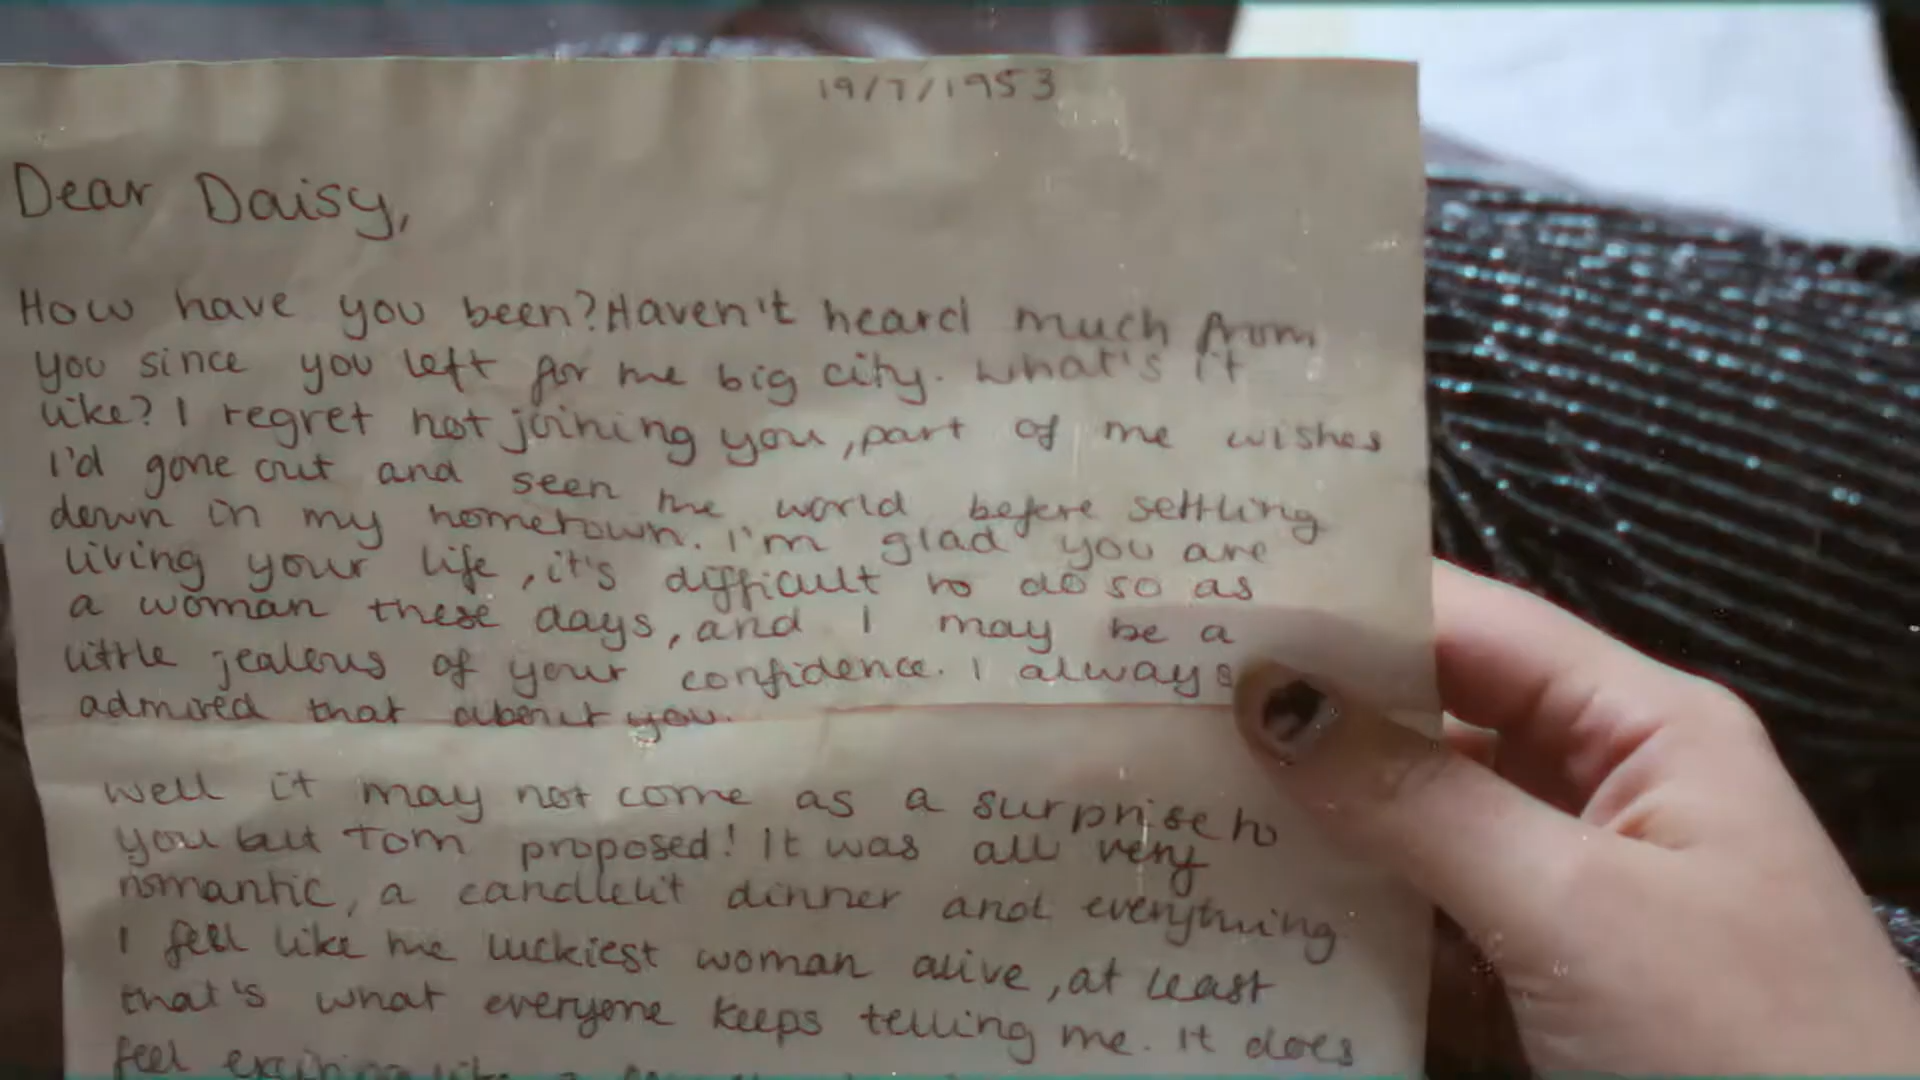 19/7/1953
Dear Daisy,
How have you been? Haven't heard much from
you since you left for the big city. What's it
like? I regret not joining you, part of me wishes
I'd gone out and seen the world before settling
down in my hometown. I'm glad you are
living your life, it's difficult to do so as
a woman these days, and I may be a
little jealous of your confidence. I always
admired that about you.
Well it may not come as a surprise to
you but Tom proposed! It was all very
romantic, a candlelit dinner and everything
I feel like the luckiest woman alive, at least
that's what everyone keeps telling me. It does
feel